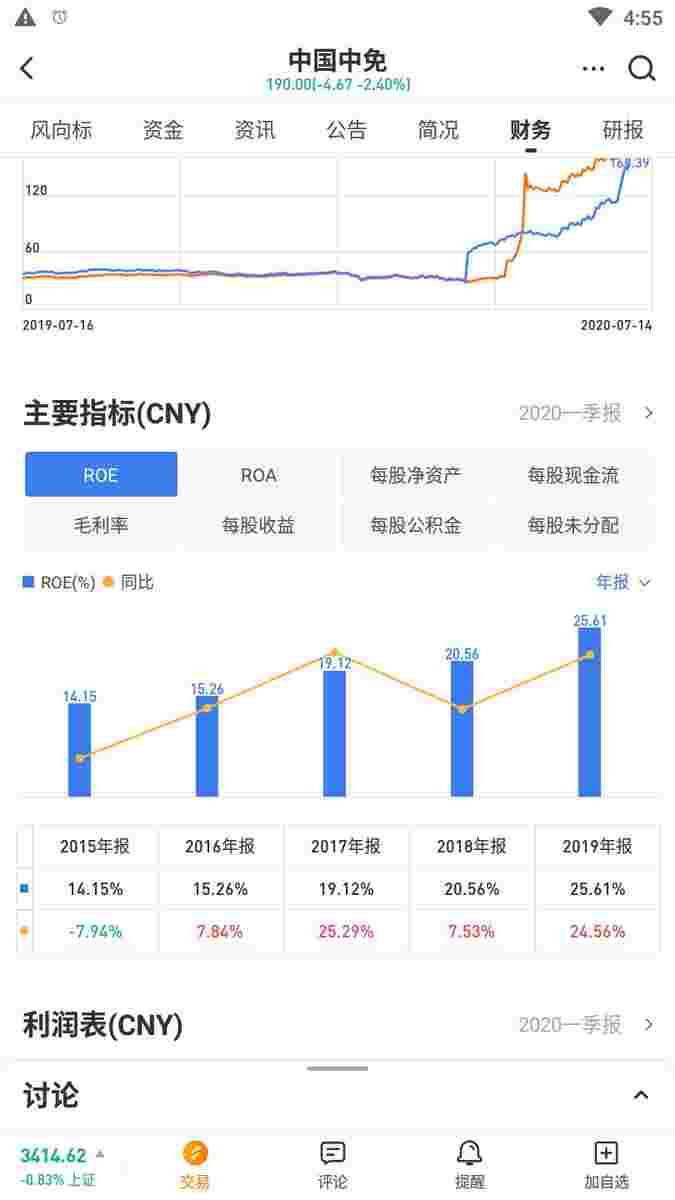 4:55
中国中免
190.00(-4.67 -2.40%)
风向标 资金 资讯 公告 简况 财务 研报
120
60
0
2019-07-16 2020-07-14
主要指标(CNY) 2020一季报
ROE ROA 每股净资产 每股现金流
毛利率 每股收益 每股公积金 每股未分配
ROE(%) 同比 年报
14.15 15.26 19.12 20.56 25.61
2015年报 2016年报 2017年报 2018年报 2019年报
14.15% 15.26% 19.12% 20.56% 25.61%
-7.94% 7.84% 25.29% 7.53% 24.56%
利润表(CNY) 2020一季报
讨论
3414.62
-0.83% 上证
交易 评论 提醒 加自选